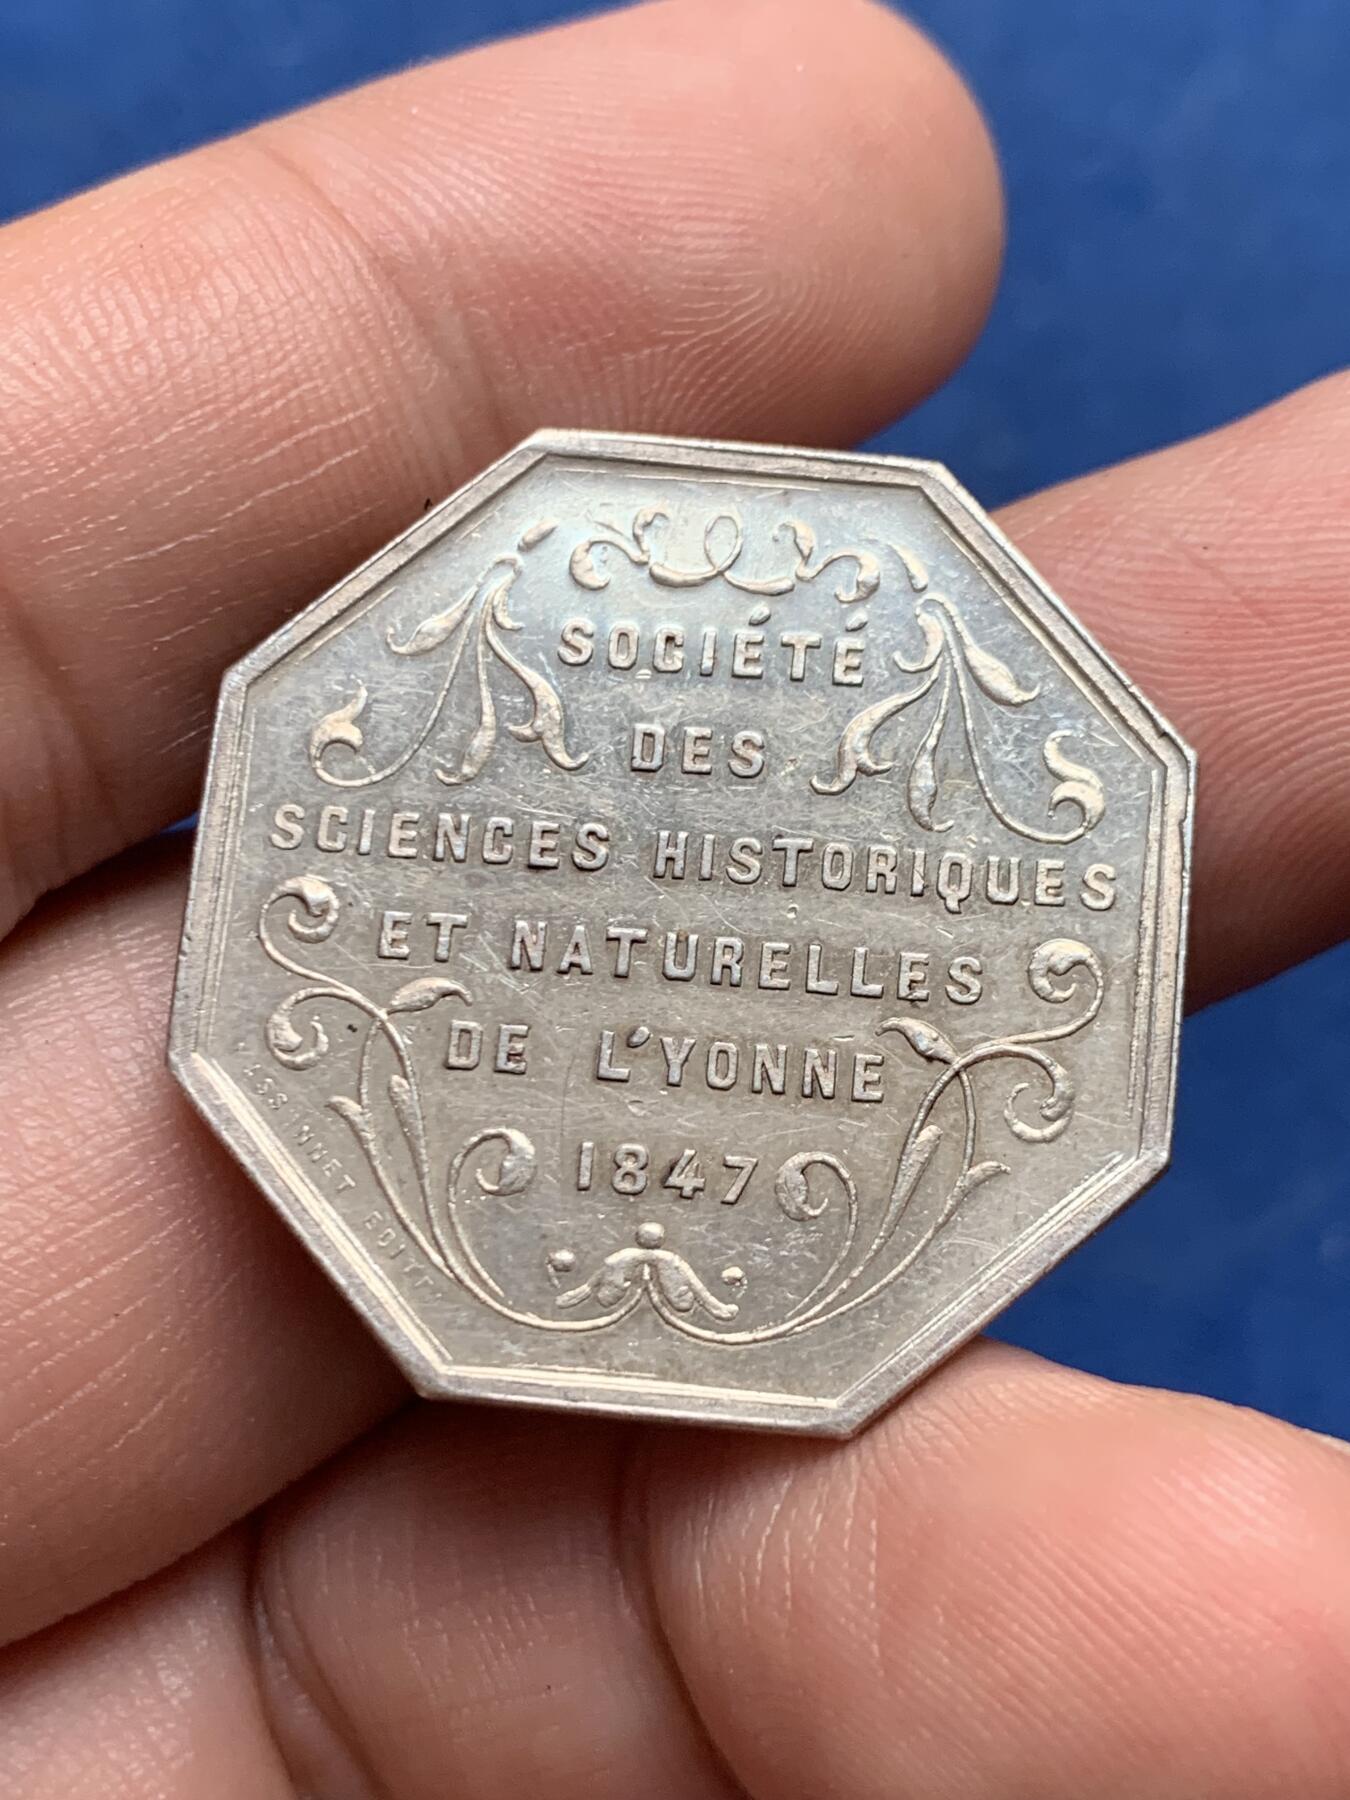 SOCIÉTÉ
DES
SCIENCES HISTORIQUES
ET NATURELLES
DE L'YONNE
1847